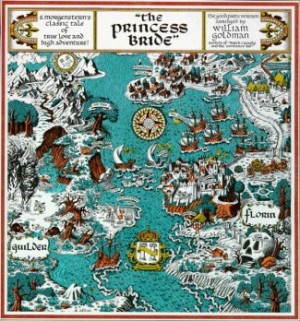 S. Morgenstern's
classic tale
of
true love and
high adventure!
"the
PRINCESS
BRIDE"
the good parts version
abridged by
WILLIAM
GOLDMAN
GUILDER
FLORIN